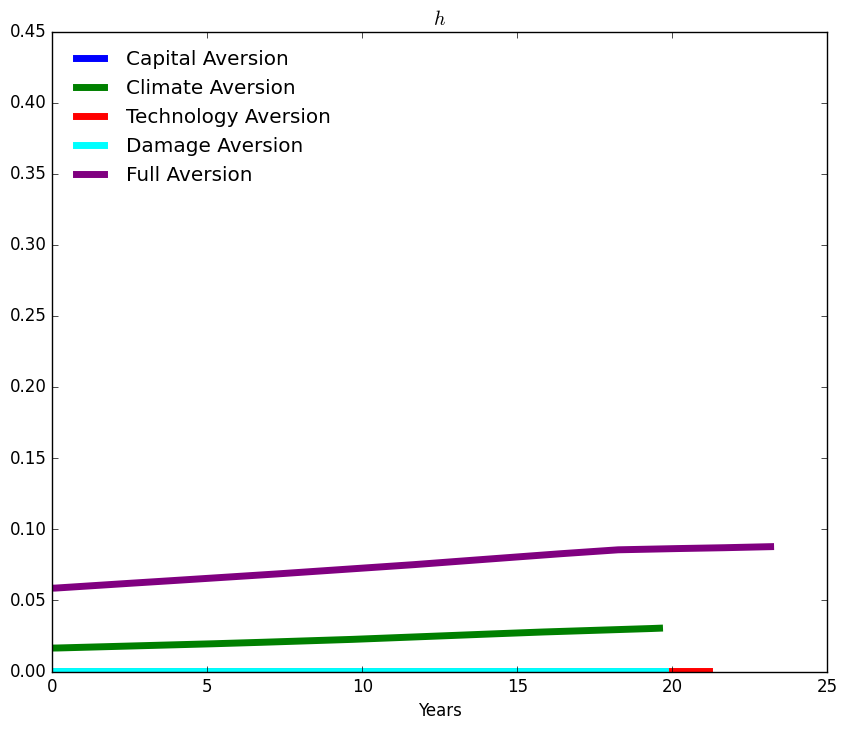 h
0.45
Capital Aversion
0.40
Climate Aversion
Technology Aversion
0.35
Damage Aversion
Full Aversion
0.30
0.25
0.20
0.15
0.10
0.05
0.00
0 5 10 15 20 25
Years